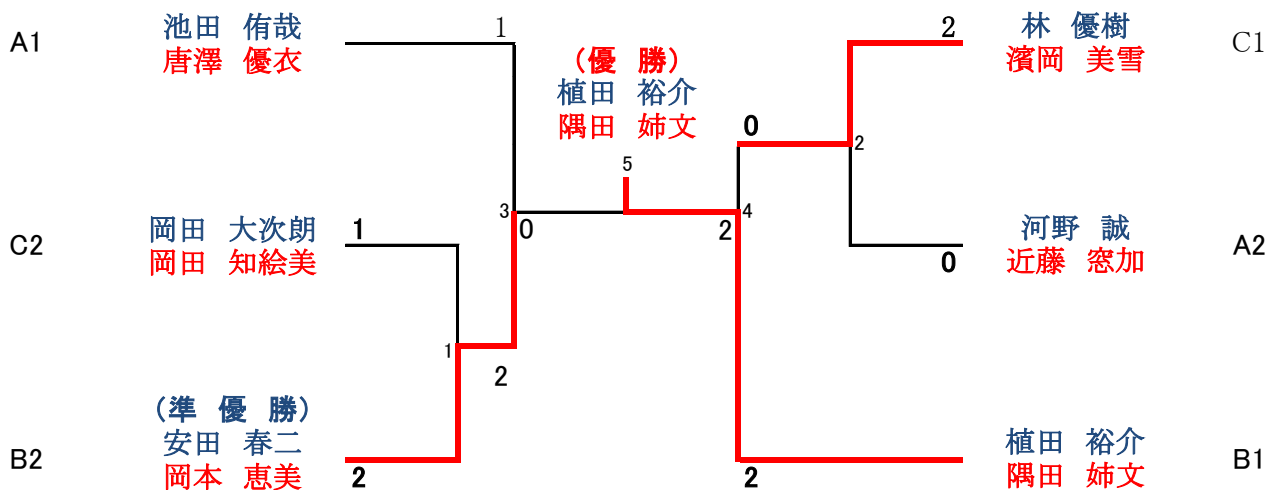 A1
池田　侑哉
唐澤　優衣
1
（優　勝）
植田　裕介
隅田　姉文
2
林　優樹
濱岡　美雪
C1
0
2
5
C2
岡田　大次朗
岡田　知絵美
1
3
0
2
4
0
河野　誠
近藤　窓加
A2
1
2
（準　優　勝）
安田　春二
岡本　恵美
B2
2
2
植田　裕介
隅田　姉文
B1